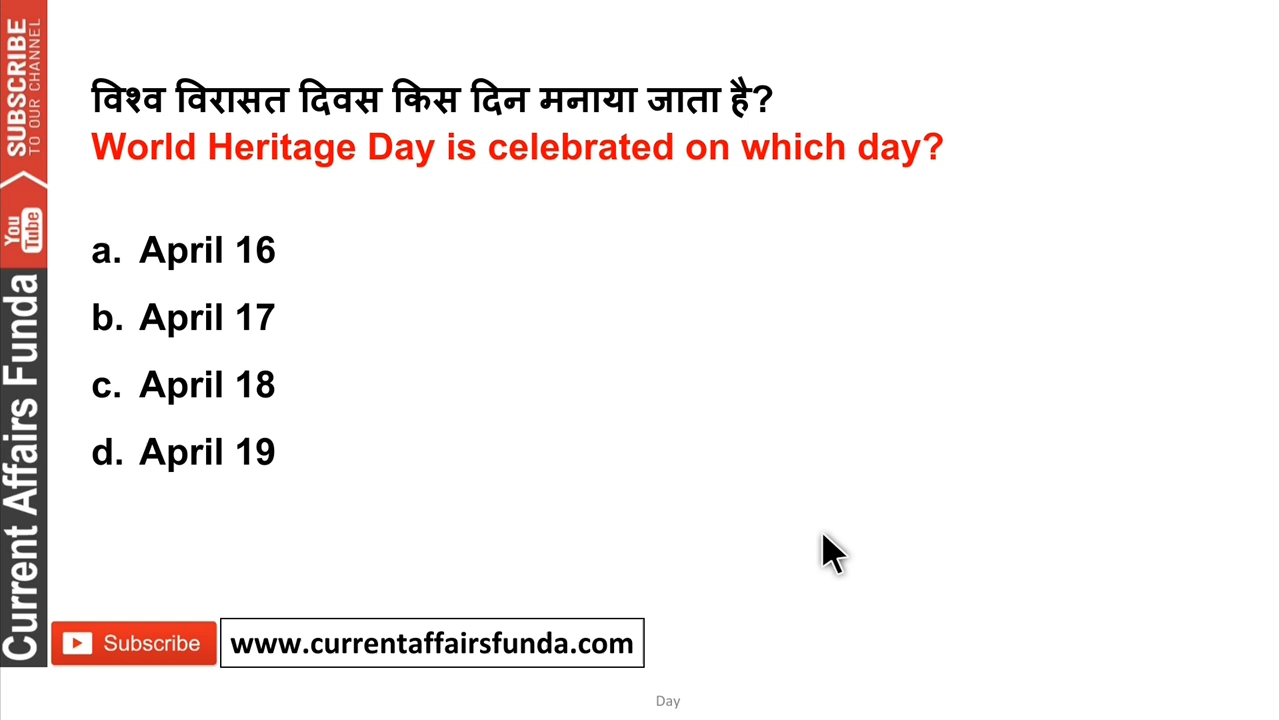 विश्व विरासत दिवस किस दिन मनाया जाता है?
World Heritage Day is celebrated on which day?
a. April 16
b. April 17
c. April 18
d. April 19
SUBSCRIBE
TO OUR CHANNEL
You
Tube
Current Affairs Funda
Subscribe
www.currentaffairsfunda.com
Day